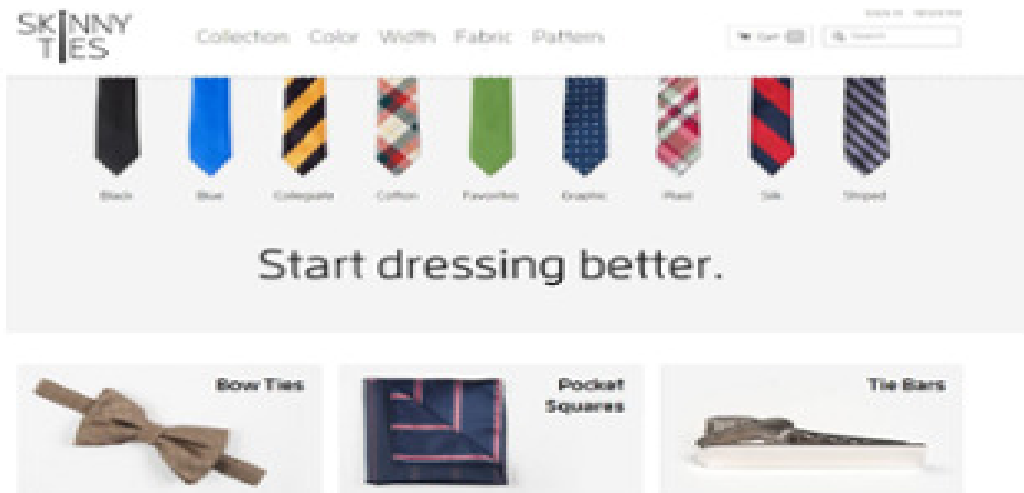 SKINNY
TIES
Collection Color Width Fabric Pattern
Cart
Search
Black Blue Collegiate Cotton Favorites Graphic Plaid Silk Striped
Start dressing better.
Bow Ties
Pocket
Squares
Tie Bars